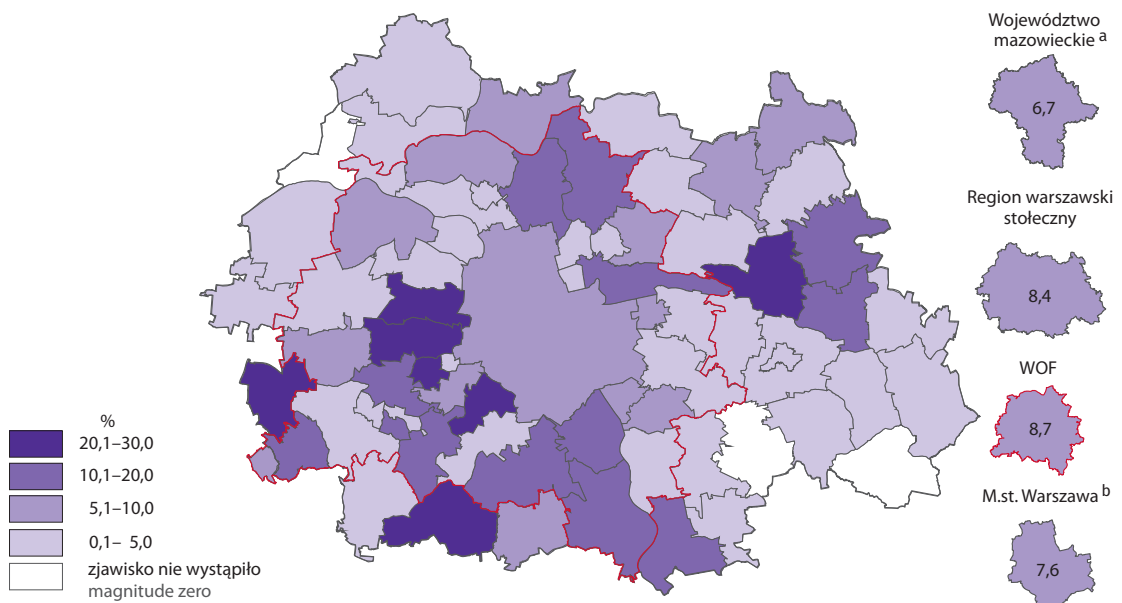 Województwo
mazowieckie a
6,7
Region warszawski
stołeczny
8,4
WOF
8,7
M.st. Warszawa b
7,6
%
20,1–30,0
10,1–20,0
5,1–10,0
0,1– 5,0
zjawisko nie wystąpiło
magnitude zero